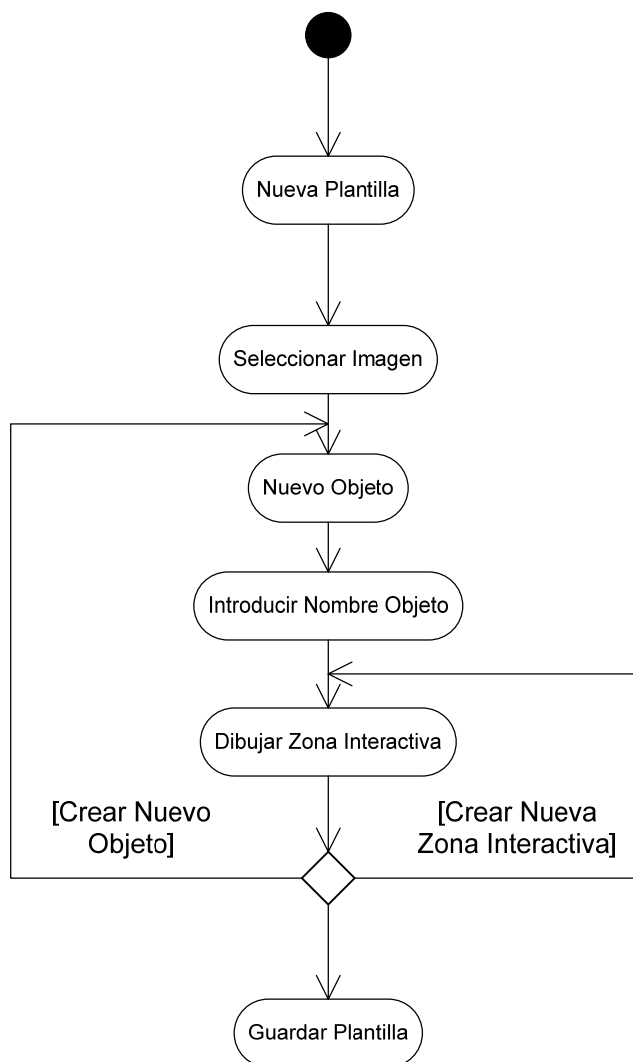 Nueva Plantilla
Seleccionar Imagen
Nuevo Objeto
Introducir Nombre Objeto
Dibujar Zona Interactiva
[Crear Nuevo
Objeto]
[Crear Nueva
Zona Interactiva]
Guardar Plantilla